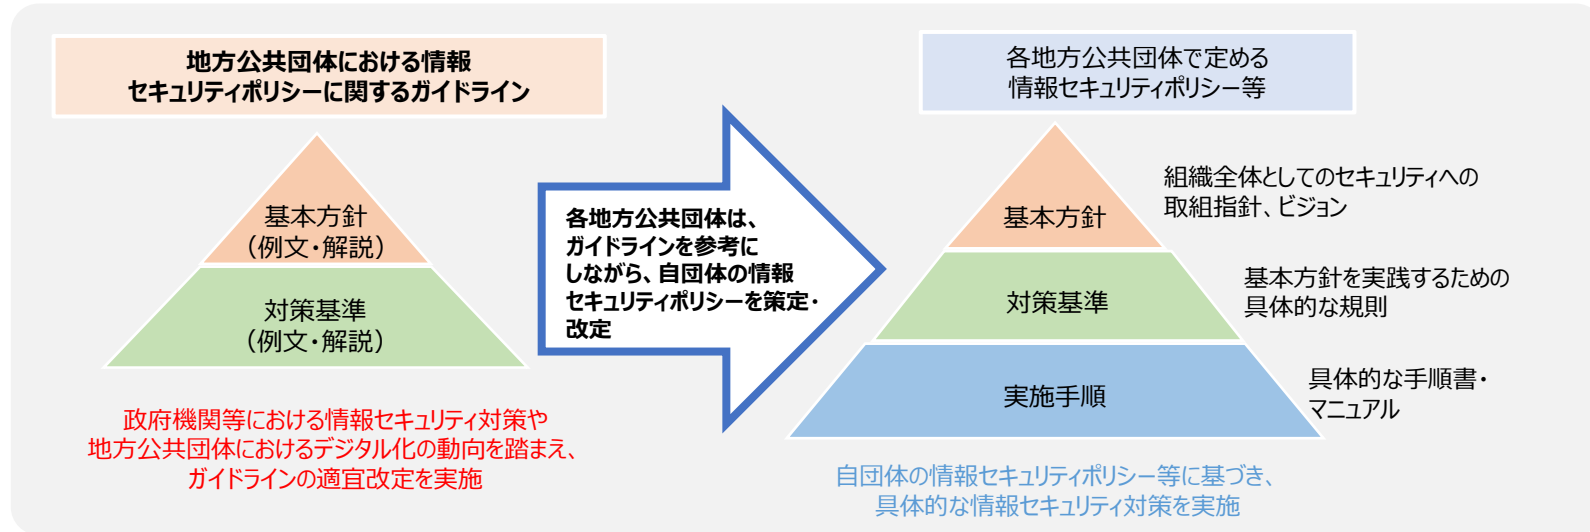 地方公共団体における情報
セキュリティポリシーに関するガイドライン
基本方針
（例文・解説）
対策基準
（例文・解説）
政府機関等における情報セキュリティ対策や
地方公共団体におけるデジタル化の動向を踏まえ、
ガイドラインの適宜改定を実施
各地方公共団体は、
ガイドラインを参考に
しながら、自団体の情報
セキュリティポリシーを策定・
改定
各地方公共団体で定める
情報セキュリティポリシー等
基本方針
組織全体としてのセキュリティへの
取組指針、ビジョン
対策基準
基本方針を実践するための
具体的な規則
実施手順
具体的な手順書・
マニュアル
自団体の情報セキュリティポリシー等に基づき、
具体的な情報セキュリティ対策を実施